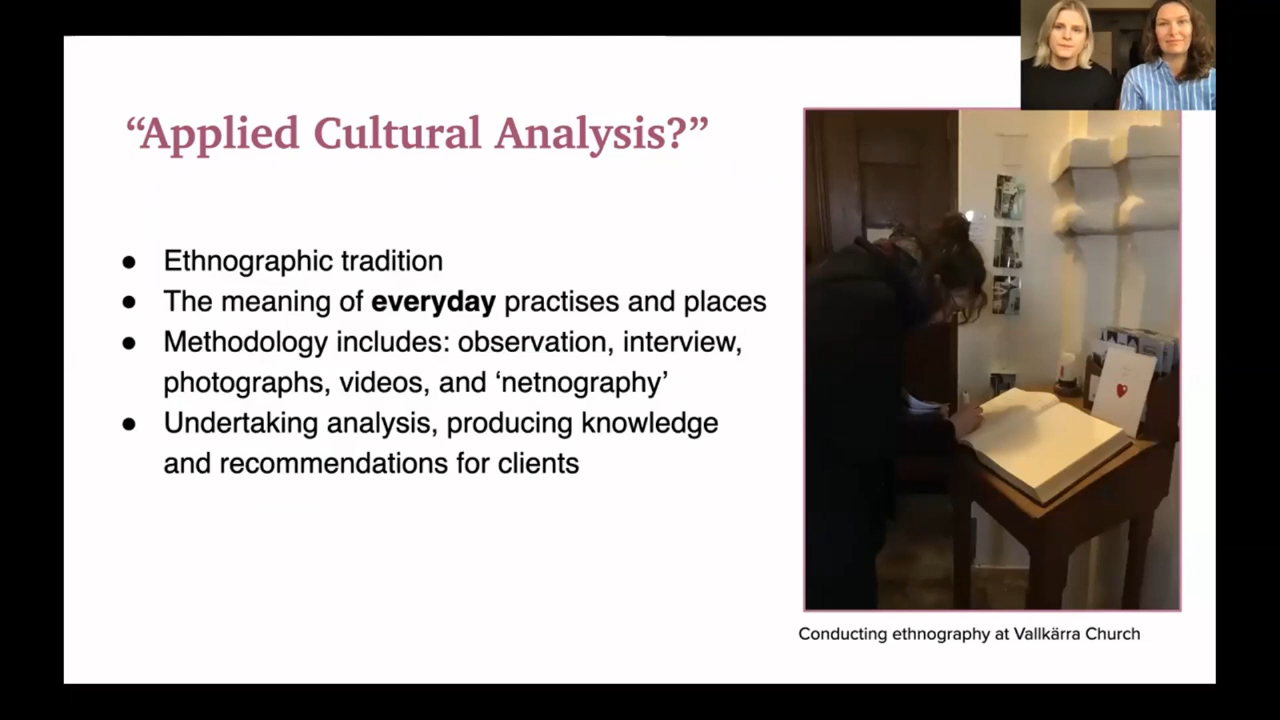 “Applied Cultural Analysis?”
● Ethnographic tradition
● The meaning of everyday practises and places
● Methodology includes: observation, interview,
photographs, videos, and ‘netnography’
● Undertaking analysis, producing knowledge
and recommendations for clients
Conducting ethnography at Vallkärra Church